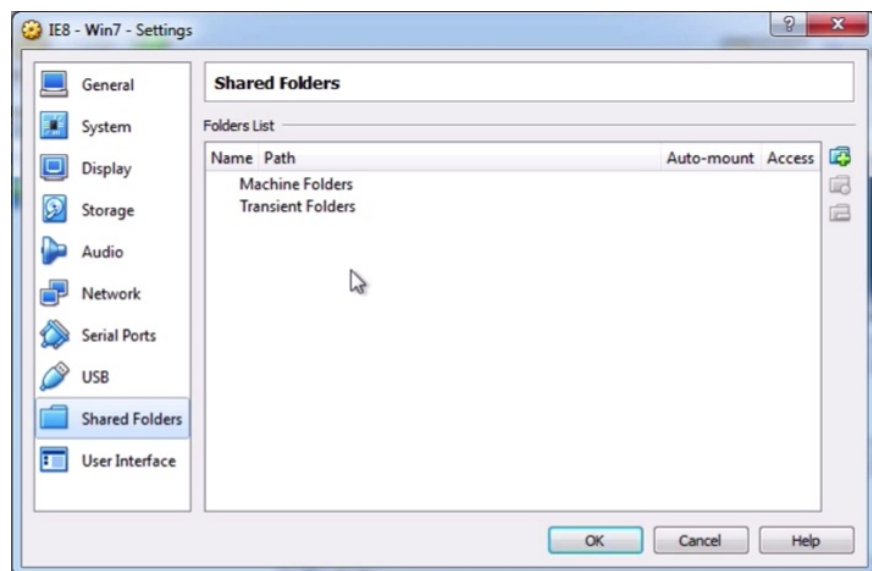 IE8 - Win7 - Settings
General
System
Display
Storage
Audio
Network
Serial Ports
USB
Shared Folders
User Interface
Shared Folders
Folders List
Name Path Auto-mount Access
Machine Folders
Transient Folders
OK Cancel Help